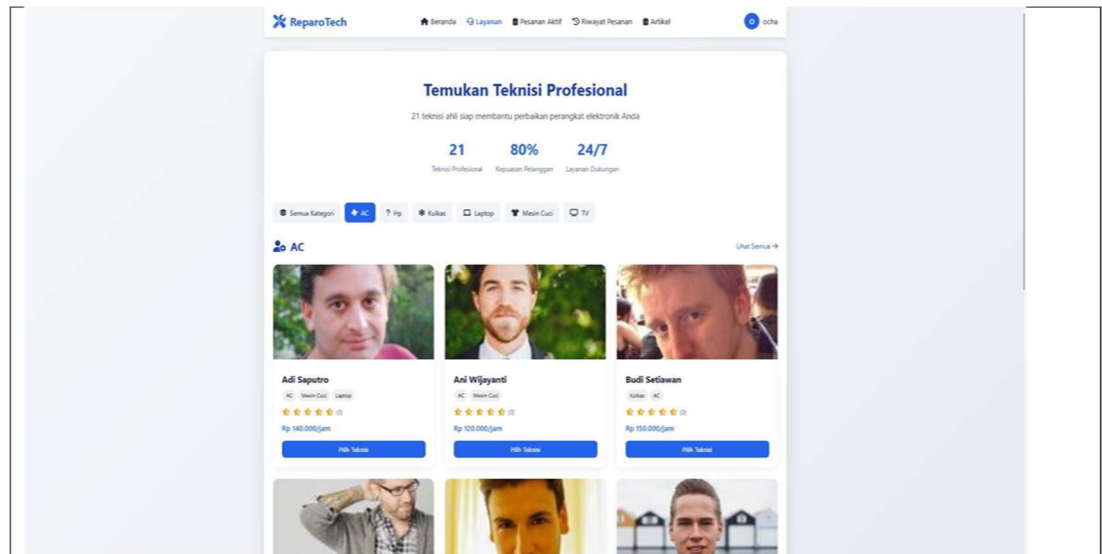 ReparoTech Beranda Layanan Pesanan Aktif Riwayat Pesanan Artikel O ocha
Temukan Teknisi Profesional
21 teknisi ahli siap membantu perbaikan perangkat elektronik Anda
21 80% 24/7
Teknisi Profesional Kepuasan Pelanggan Layanan Dukungan
Semua Kategori AC ? Hp Kulkas Laptop Mesin Cuci TV
AC Lihat Semua →
Adi Saputro Ani Wijayanti Budi Setiawan
AC Mesin Cuci Laptop AC Mesin Cuci Kulkas AC
Rp 140.000/jam Rp 120.000/jam Rp 150.000/jam
Pilih Teknisi Pilih Teknisi Pilih Teknisi